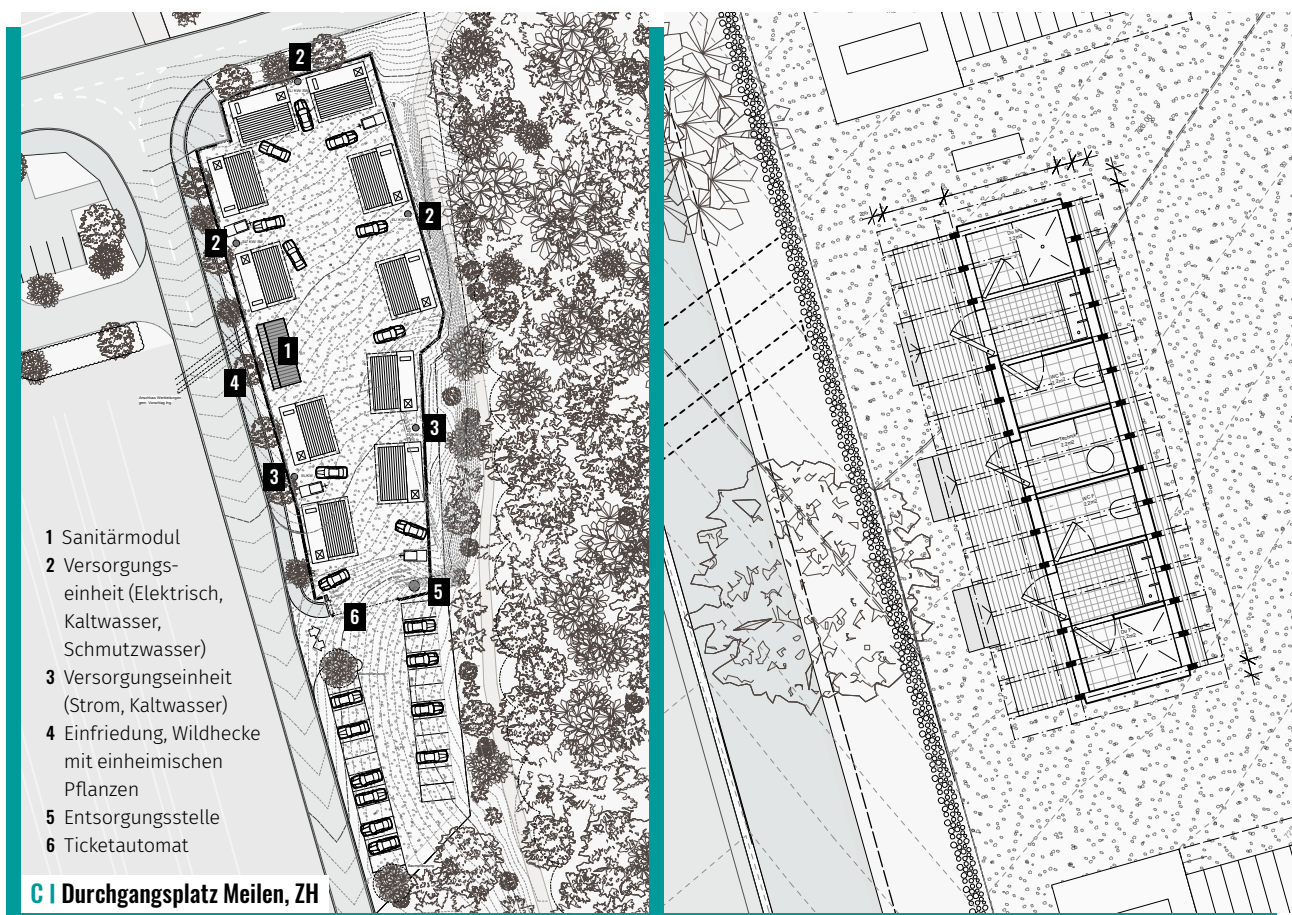 2
2
2
1
4
3
3
5
6
1 Sanitärmodul
2 Versorgungs-
einheit (Elektrisch,
Kaltwasser,
Schmutzwasser)
3 Versorgungseinheit
(Strom, Kaltwasser)
4 Einfriedung, Wildhecke
mit einheimischen
Pflanzen
5 Entsorgungsstelle
6 Ticketautomat
C | Durchgangsplatz Meilen, ZH